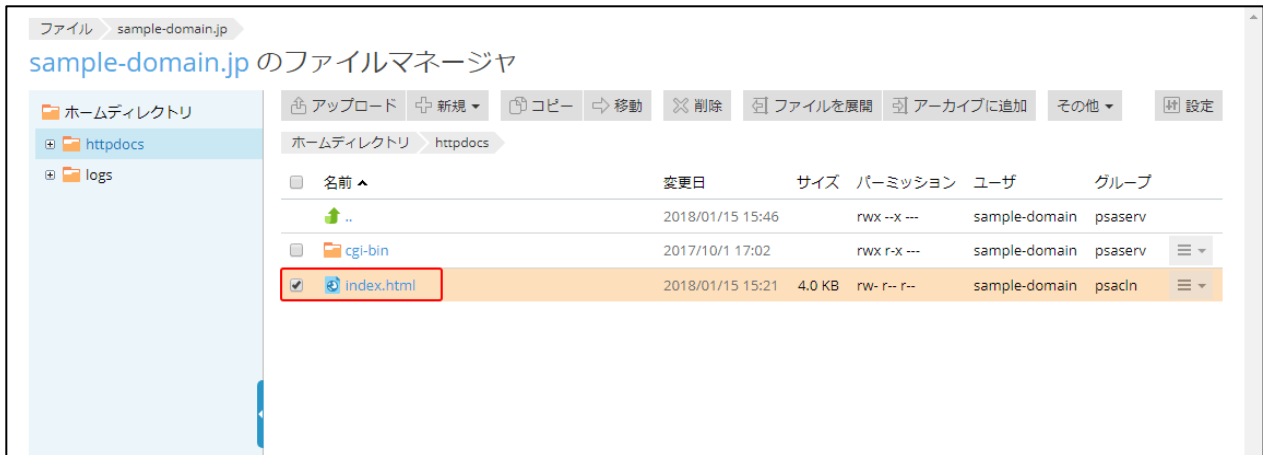 ファイル sample-domain.jp
sample-domain.jp のファイルマネージャ
ホームディレクトリ
httpdocs
logs
アップロード 新規 コピー 移動 削除 ファイルを展開 アーカイブに追加 その他 設定
ホームディレクトリ httpdocs
名前 変更日 サイズ パーミッション ユーザ グループ
.. 2018/01/15 15:46 rwx --x --- sample-domain psaserv
cgi-bin 2017/10/1 17:02 rwx r-x --- sample-domain psaserv
index.html 2018/01/15 15:21 4.0 KB rw- r-- r-- sample-domain psacln